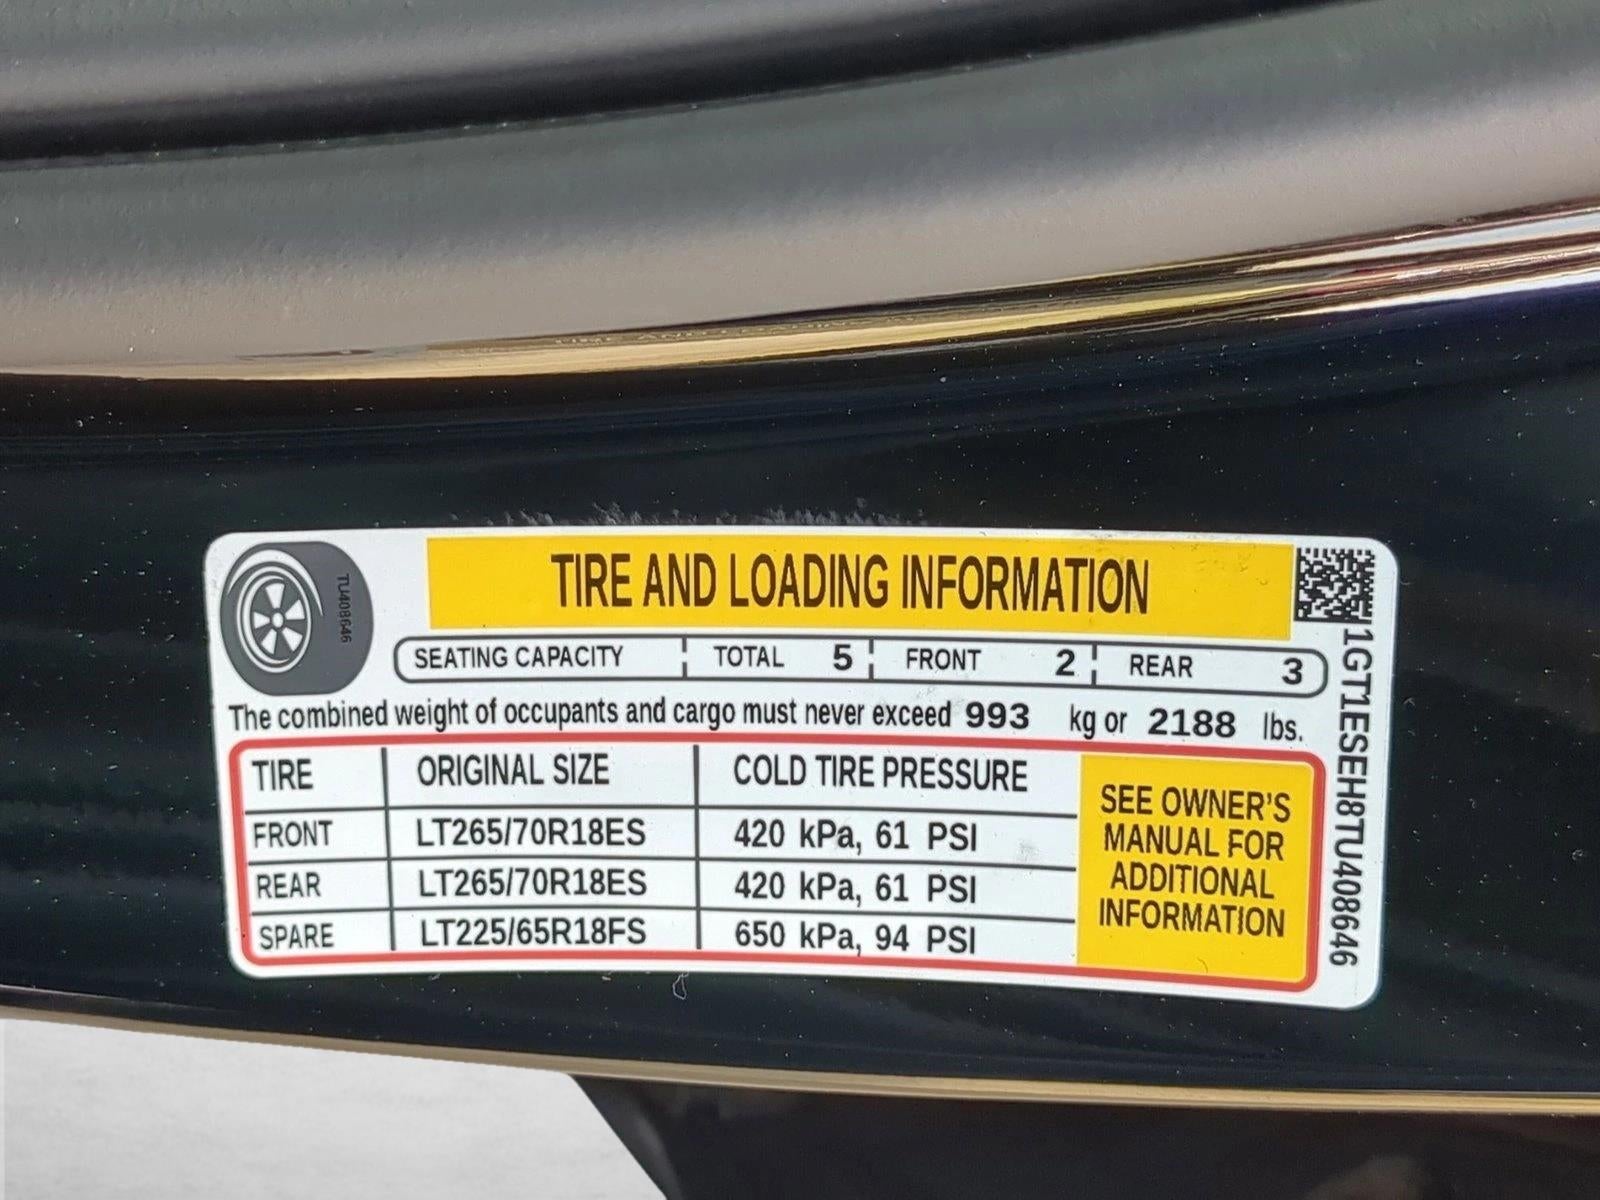 TU408646
TIRE AND LOADING INFORMATION
SEATING CAPACITY TOTAL 5 FRONT 2 REAR 3
The combined weight of occupants and cargo must never exceed 993 kg or 2188 lbs.
TIRE ORIGINAL SIZE COLD TIRE PRESSURE
FRONT LT265/70R18ES 420 kPa, 61 PSI
REAR LT265/70R18ES 420 kPa, 61 PSI
SPARE LT225/65R18FS 650 kPa, 94 PSI
SEE OWNER'S
MANUAL FOR
ADDITIONAL
INFORMATION
1GT1ESEH8TU408646